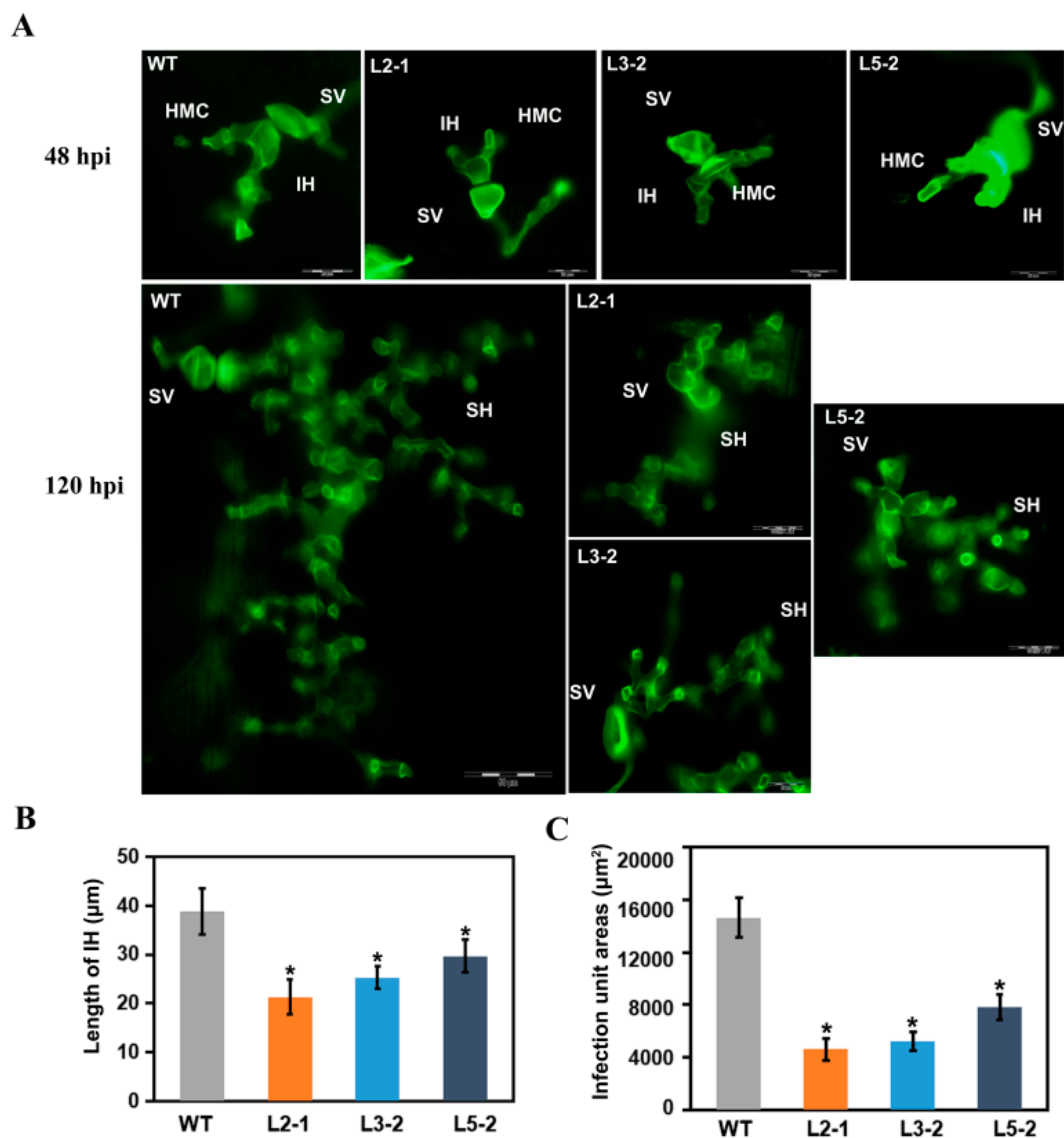 A
48 hpi
WT
HMC
SV
IH
L2-1
IH
HMC
SV
L3-2
SV
IH
HMC
L5-2
SV
HMC
IH
120 hpi
WT
SV
SH
L2-1
SV
SH
L5-2
SV
SH
L3-2
SH
SV
B
Length of IH (µm)
50
40
30
20
10
0
*
*
*
WT L2-1 L3-2 L5-2
C
Infection unit areas (µm²)
20000
16000
12000
8000
4000
0
*
*
*
WT L2-1 L3-2 L5-2